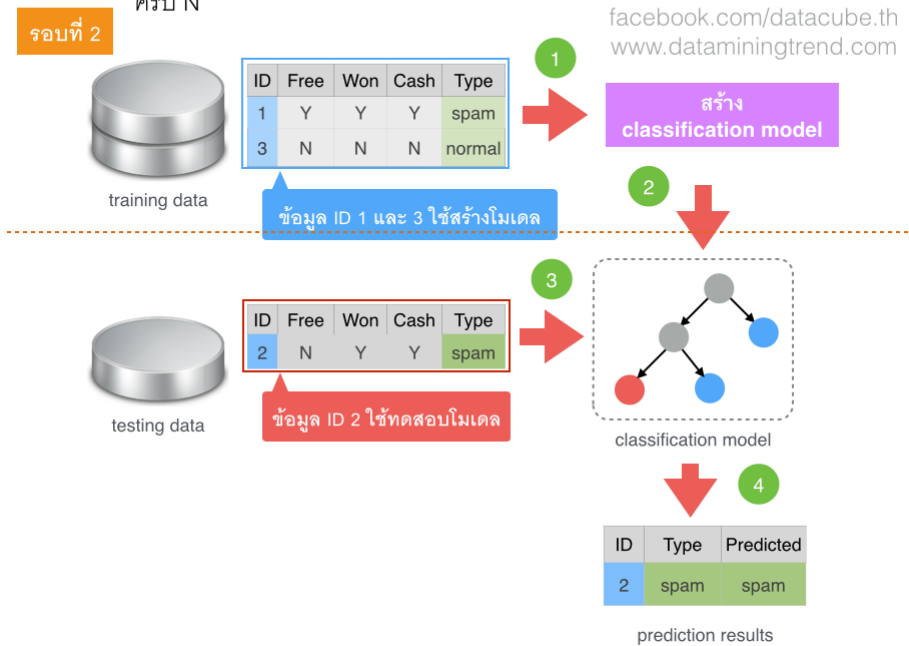 ครบ N
รอบที่ 2
facebook.com/datacube.th
www.dataminingtrend.com
ID Free Won Cash Type
1 Y Y Y spam
3 N N N normal
training data
ข้อมูล ID 1 และ 3 ใช้สร้างโมเดล
1
สร้าง
classification model
2
ID Free Won Cash Type
2 N Y Y spam
testing data
ข้อมูล ID 2 ใช้ทดสอบโมเดล
3
classification model
4
ID Type Predicted
2 spam spam
prediction results